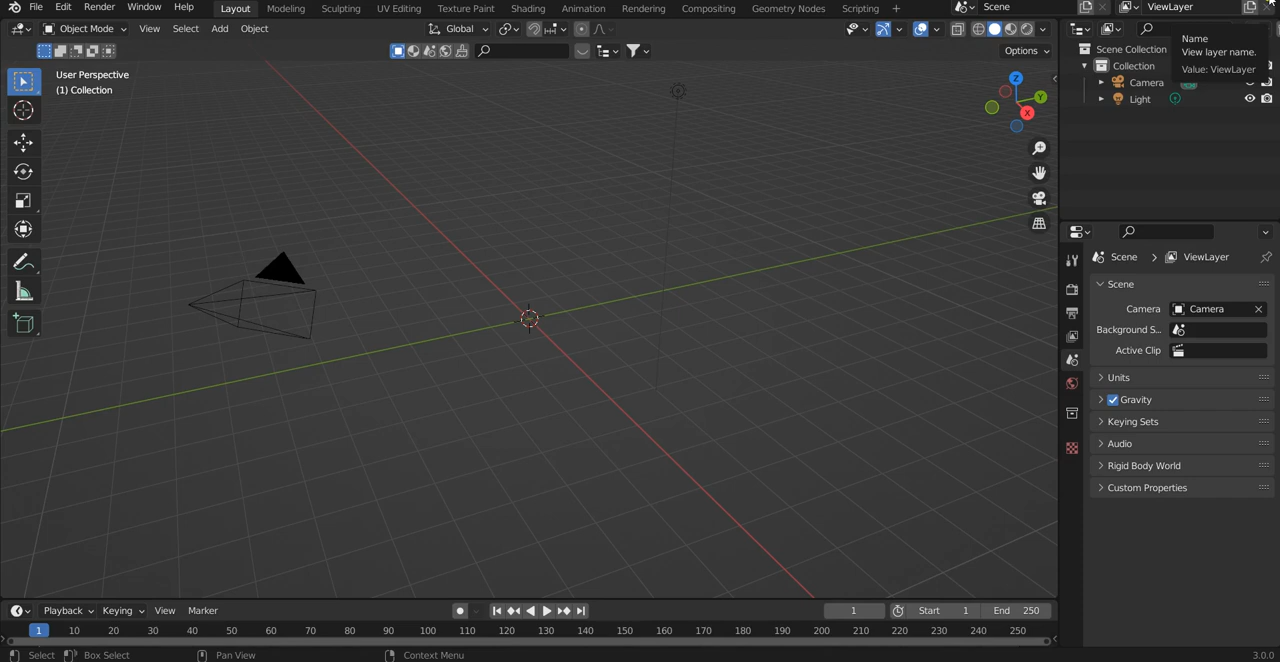 File Edit Render Window Help Layout Modeling Sculpting UV Editing Texture Paint Shading Animation Rendering Compositing Geometry Nodes Scripting + Scene ViewLayer
Object Mode View Select Add Object Global
Options
User Perspective
(1) Collection
Z
Y
X
Name
View layer name.
Value: ViewLayer
Scene Collection
Collection
Camera
Light
Scene > ViewLayer
Scene
Camera Camera
Background S...
Active Clip
Units
Gravity
Keying Sets
Audio
Rigid Body World
Custom Properties
Playback Keying View Marker 1 Start 1 End 250
1 10 20 30 40 50 60 70 80 90 100 110 120 130 140 150 160 170 180 190 200 210 220 230 240 250
Select Box Select Pan View Context Menu 3.0.0